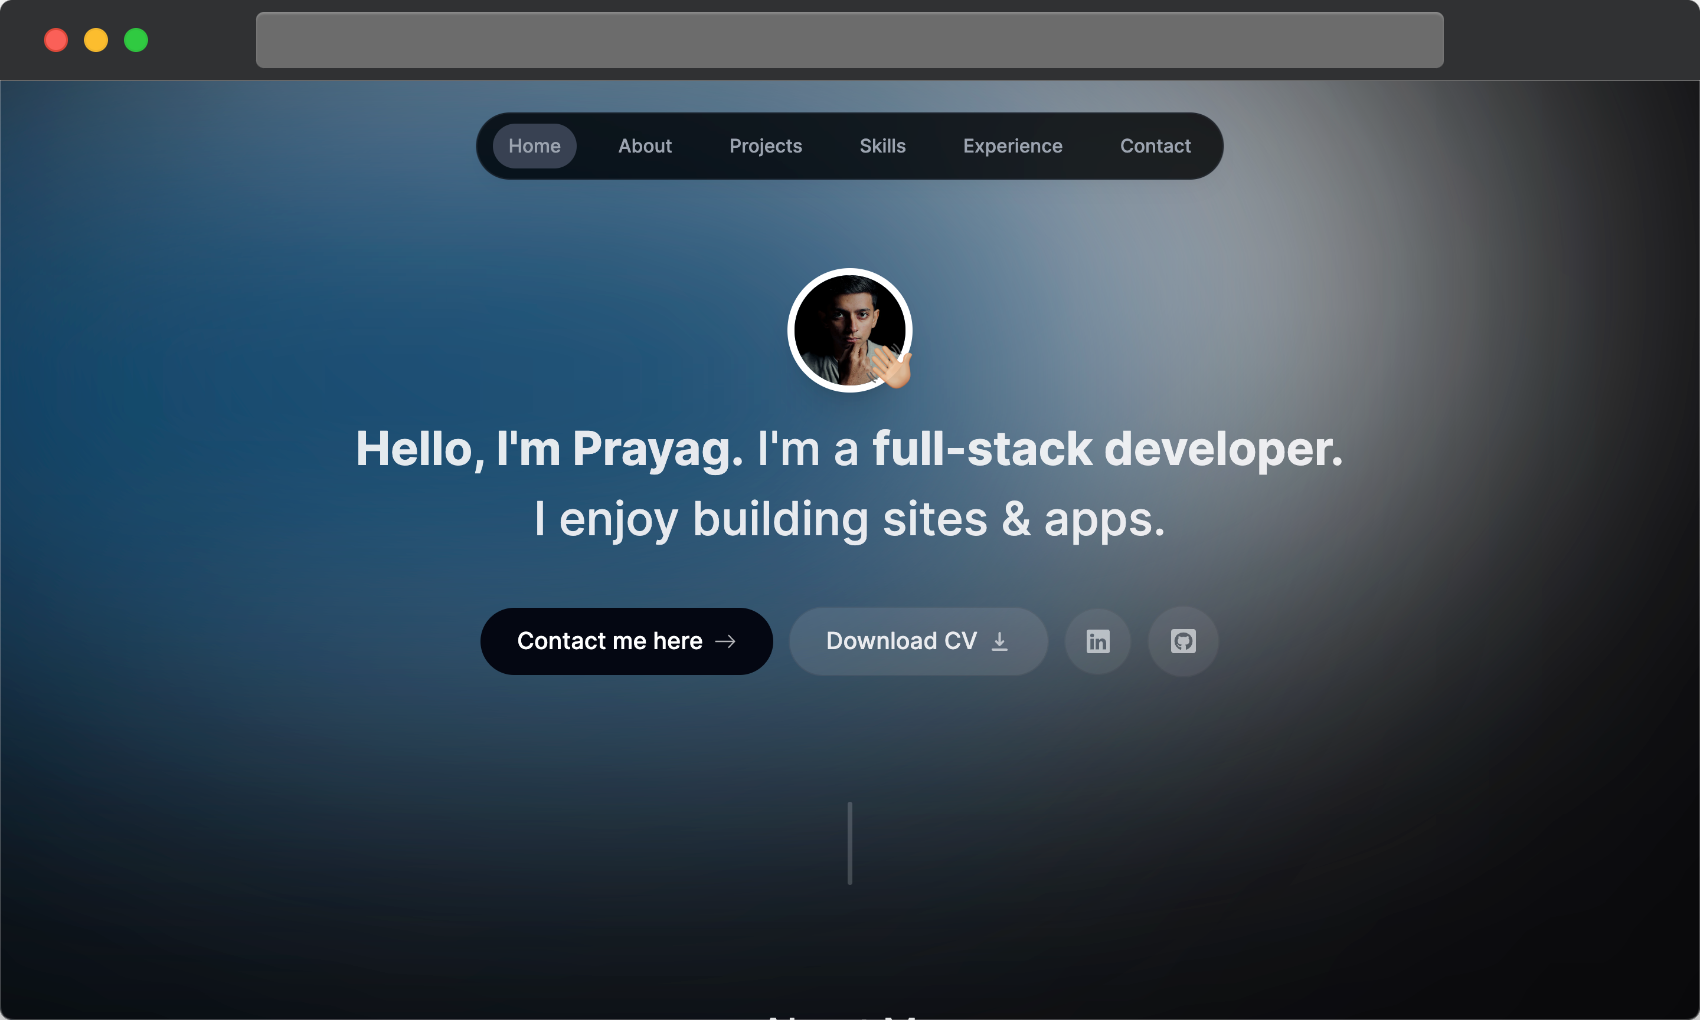 Home About Projects Skills Experience Contact
Hello, I'm Prayag. I'm a full-stack developer.
I enjoy building sites & apps.
Contact me here Download CV in